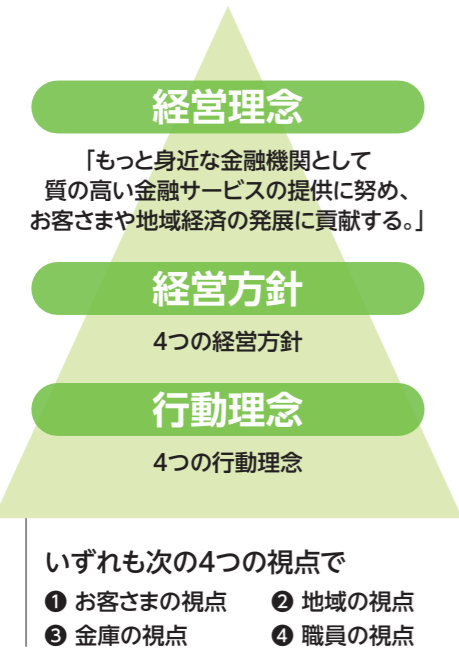 経営理念
「もっと身近な金融機関として
質の高い金融サービスの提供に努め、
お客さまや地域経済の発展に貢献する。」
経営方針
4つの経営方針
行動理念
4つの行動理念
いずれも次の4つの視点で
❶ お客さまの視点 ❷ 地域の視点
❸ 金庫の視点 ❹ 職員の視点